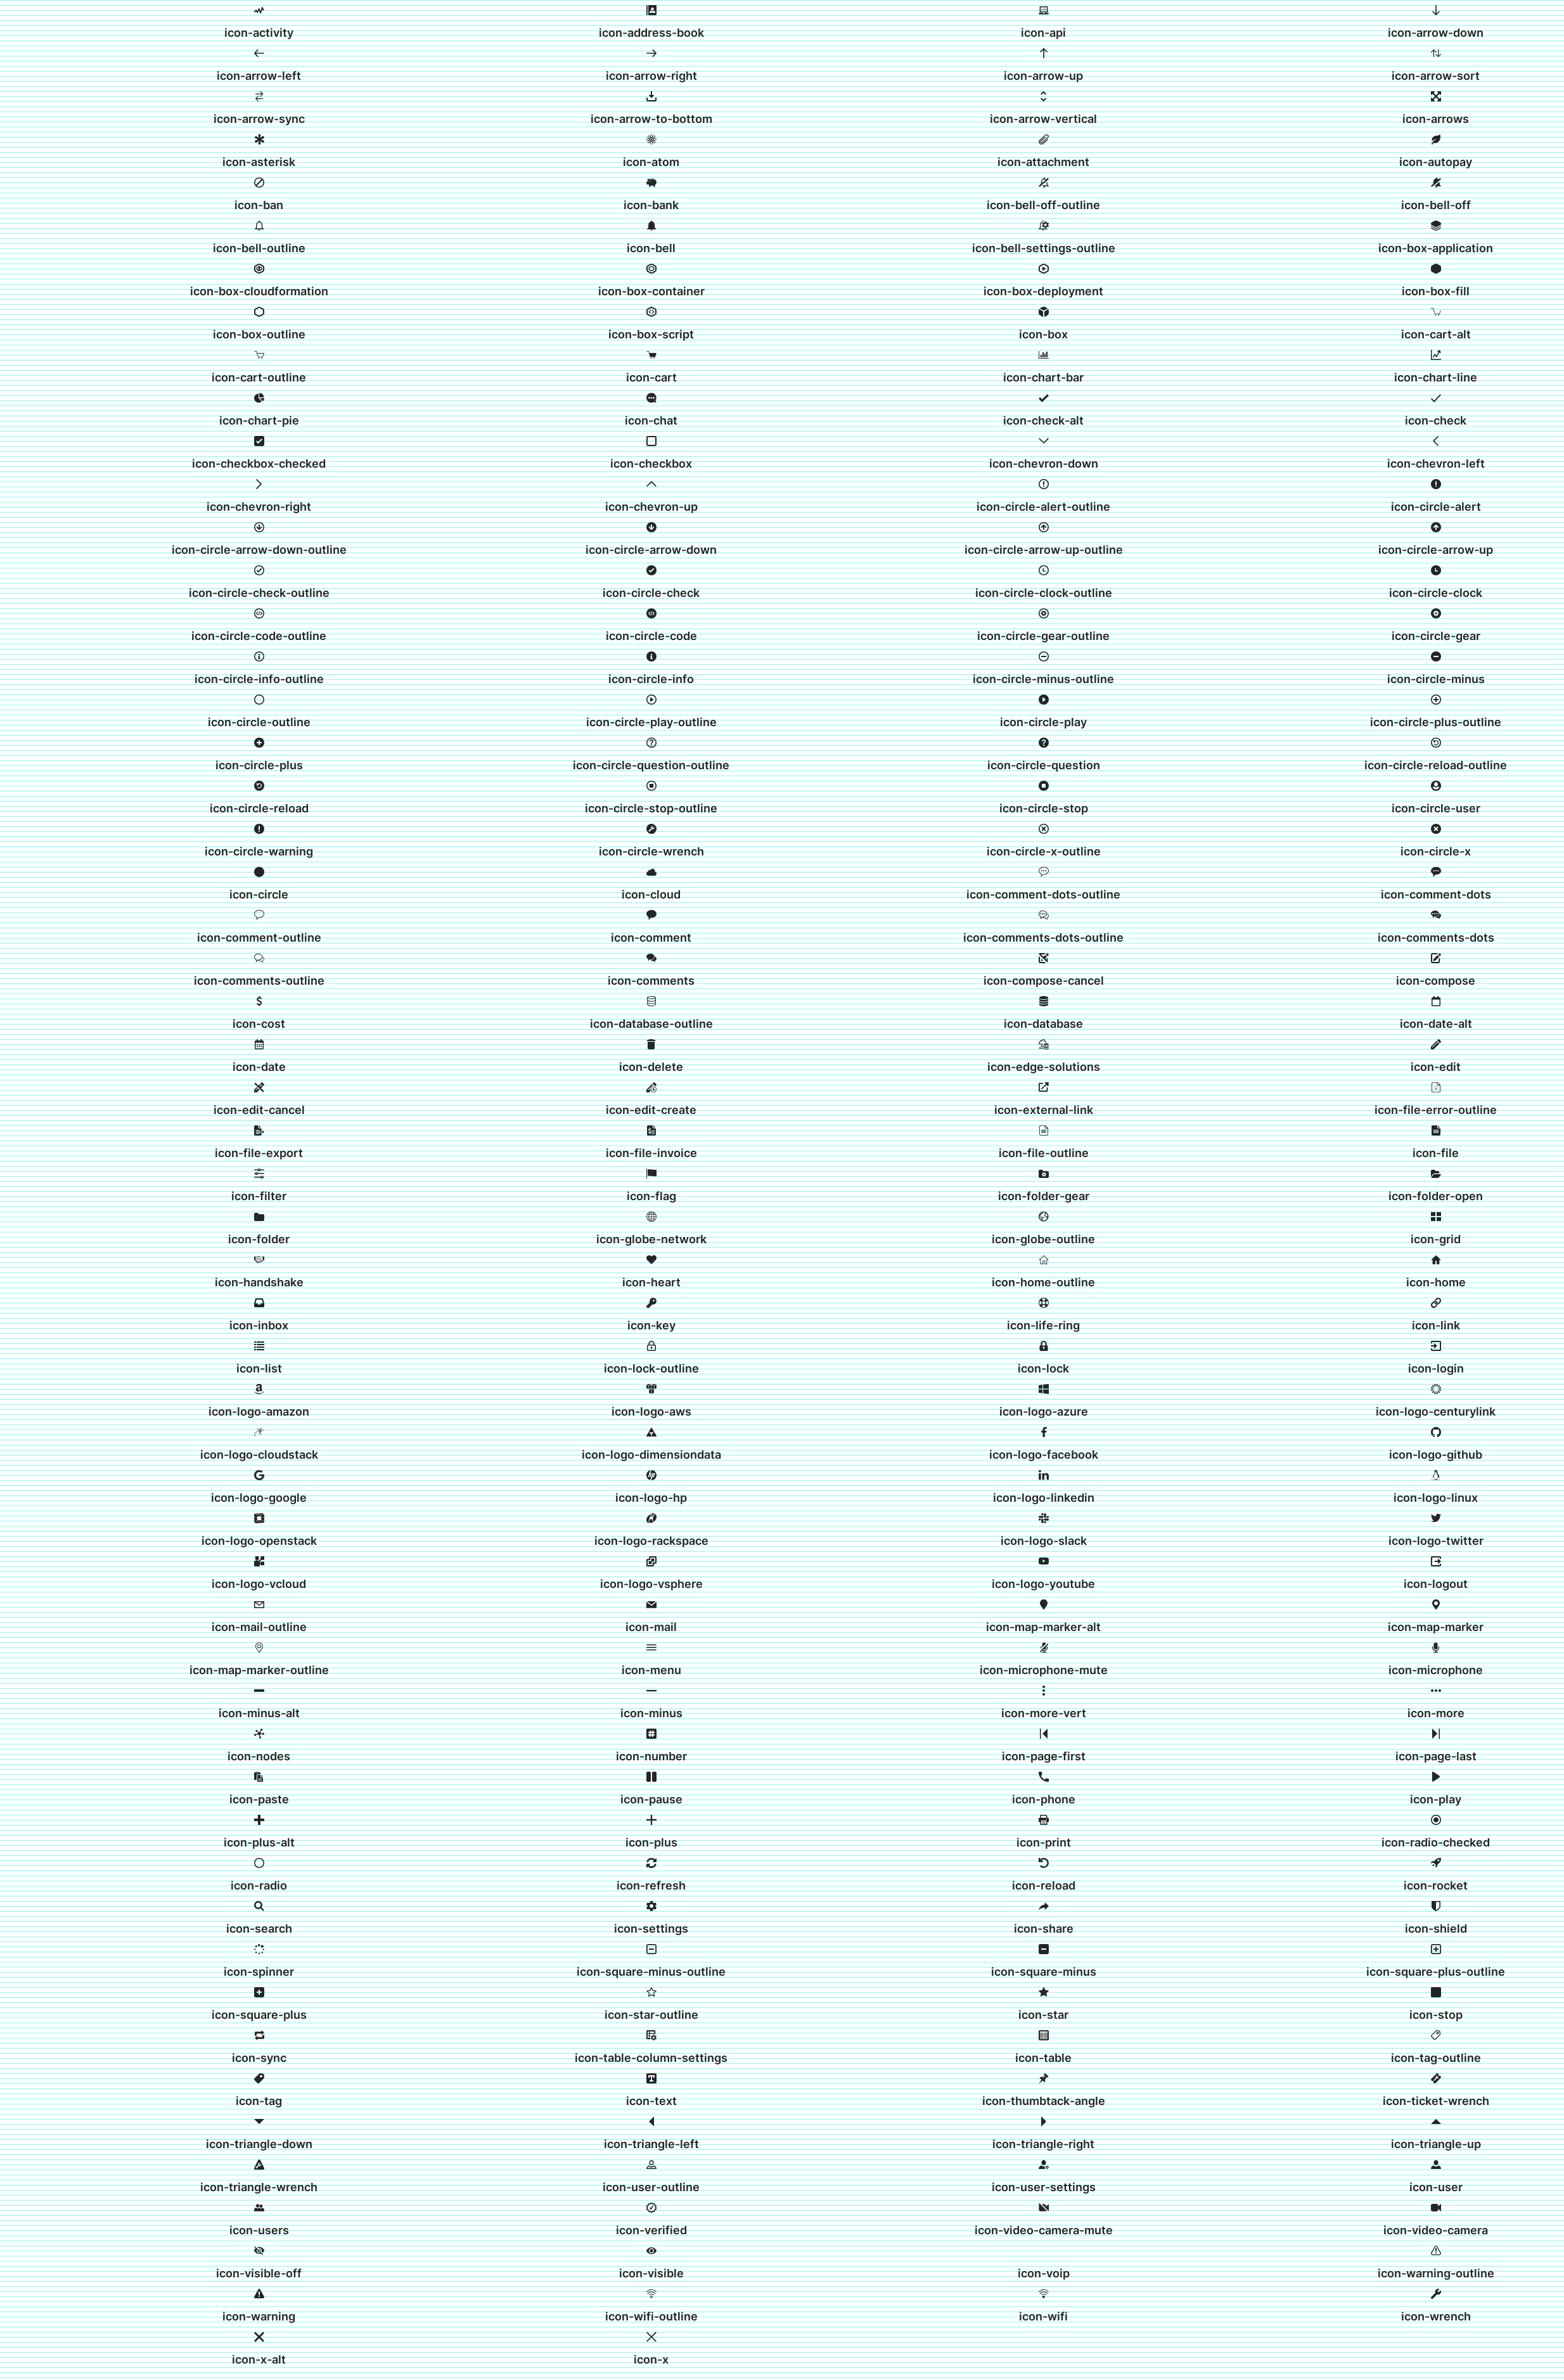 icon-activity icon-address-book icon-api icon-arrow-down
icon-arrow-left icon-arrow-right icon-arrow-up icon-arrow-sort
icon-arrow-sync icon-arrow-to-bottom icon-arrow-vertical icon-arrows
icon-asterisk icon-atom icon-attachment icon-autopay
icon-ban icon-bank icon-bell-off-outline icon-bell-off
icon-bell-outline icon-bell icon-bell-settings-outline icon-box-application
icon-box-cloudformation icon-box-container icon-box-deployment icon-box-fill
icon-box-outline icon-box-script icon-box icon-cart-alt
icon-cart-outline icon-cart icon-chart-bar icon-chart-line
icon-chart-pie icon-chat icon-check-alt icon-check
icon-checkbox-checked icon-checkbox icon-chevron-down icon-chevron-left
icon-chevron-right icon-chevron-up icon-circle-alert-outline icon-circle-alert
icon-circle-arrow-down-outline icon-circle-arrow-down icon-circle-arrow-up-outline icon-circle-arrow-up
icon-circle-check-outline icon-circle-check icon-circle-clock-outline icon-circle-clock
icon-circle-code-outline icon-circle-code icon-circle-gear-outline icon-circle-gear
icon-circle-info-outline icon-circle-info icon-circle-minus-outline icon-circle-minus
icon-circle-outline icon-circle-play-outline icon-circle-play icon-circle-plus-outline
icon-circle-plus icon-circle-question-outline icon-circle-question icon-circle-reload-outline
icon-circle-reload icon-circle-stop-outline icon-circle-stop icon-circle-user
icon-circle-warning icon-circle-wrench icon-circle-x-outline icon-circle-x
icon-circle icon-cloud icon-comment-dots-outline icon-comment-dots
icon-comment-outline icon-comment icon-comments-dots-outline icon-comments-dots
icon-comments-outline icon-comments icon-compose-cancel icon-compose
icon-cost icon-database-outline icon-database icon-date-alt
icon-date icon-delete icon-edge-solutions icon-edit
icon-edit-cancel icon-edit-create icon-external-link icon-file-error-outline
icon-file-export icon-file-invoice icon-file-outline icon-file
icon-filter icon-flag icon-folder-gear icon-folder-open
icon-folder icon-globe-network icon-globe-outline icon-grid
icon-handshake icon-heart icon-home-outline icon-home
icon-inbox icon-key icon-life-ring icon-link
icon-list icon-lock-outline icon-lock icon-login
icon-logo-amazon icon-logo-aws icon-logo-azure icon-logo-centurylink
icon-logo-cloudstack icon-logo-dimensiondata icon-logo-facebook icon-logo-github
icon-logo-google icon-logo-hp icon-logo-linkedin icon-logo-linux
icon-logo-openstack icon-logo-rackspace icon-logo-slack icon-logo-twitter
icon-logo-vcloud icon-logo-vsphere icon-logo-youtube icon-logout
icon-mail-outline icon-mail icon-map-marker-alt icon-map-marker
icon-map-marker-outline icon-menu icon-microphone-mute icon-microphone
icon-minus-alt icon-minus icon-more-vert icon-more
icon-nodes icon-number icon-page-first icon-page-last
icon-paste icon-pause icon-phone icon-play
icon-plus-alt icon-plus icon-print icon-radio-checked
icon-radio icon-refresh icon-reload icon-rocket
icon-search icon-settings icon-share icon-shield
icon-spinner icon-square-minus-outline icon-square-minus icon-square-plus-outline
icon-square-plus icon-star-outline icon-star icon-stop
icon-sync icon-table-column-settings icon-table icon-tag-outline
icon-tag icon-text icon-thumbtack-angle icon-ticket-wrench
icon-triangle-down icon-triangle-left icon-triangle-right icon-triangle-up
icon-triangle-wrench icon-user-outline icon-user-settings icon-user
icon-users icon-verified icon-video-camera-mute icon-video-camera
icon-visible-off icon-visible icon-voip icon-warning-outline
icon-warning icon-wifi-outline icon-wifi icon-wrench
icon-x-alt icon-x